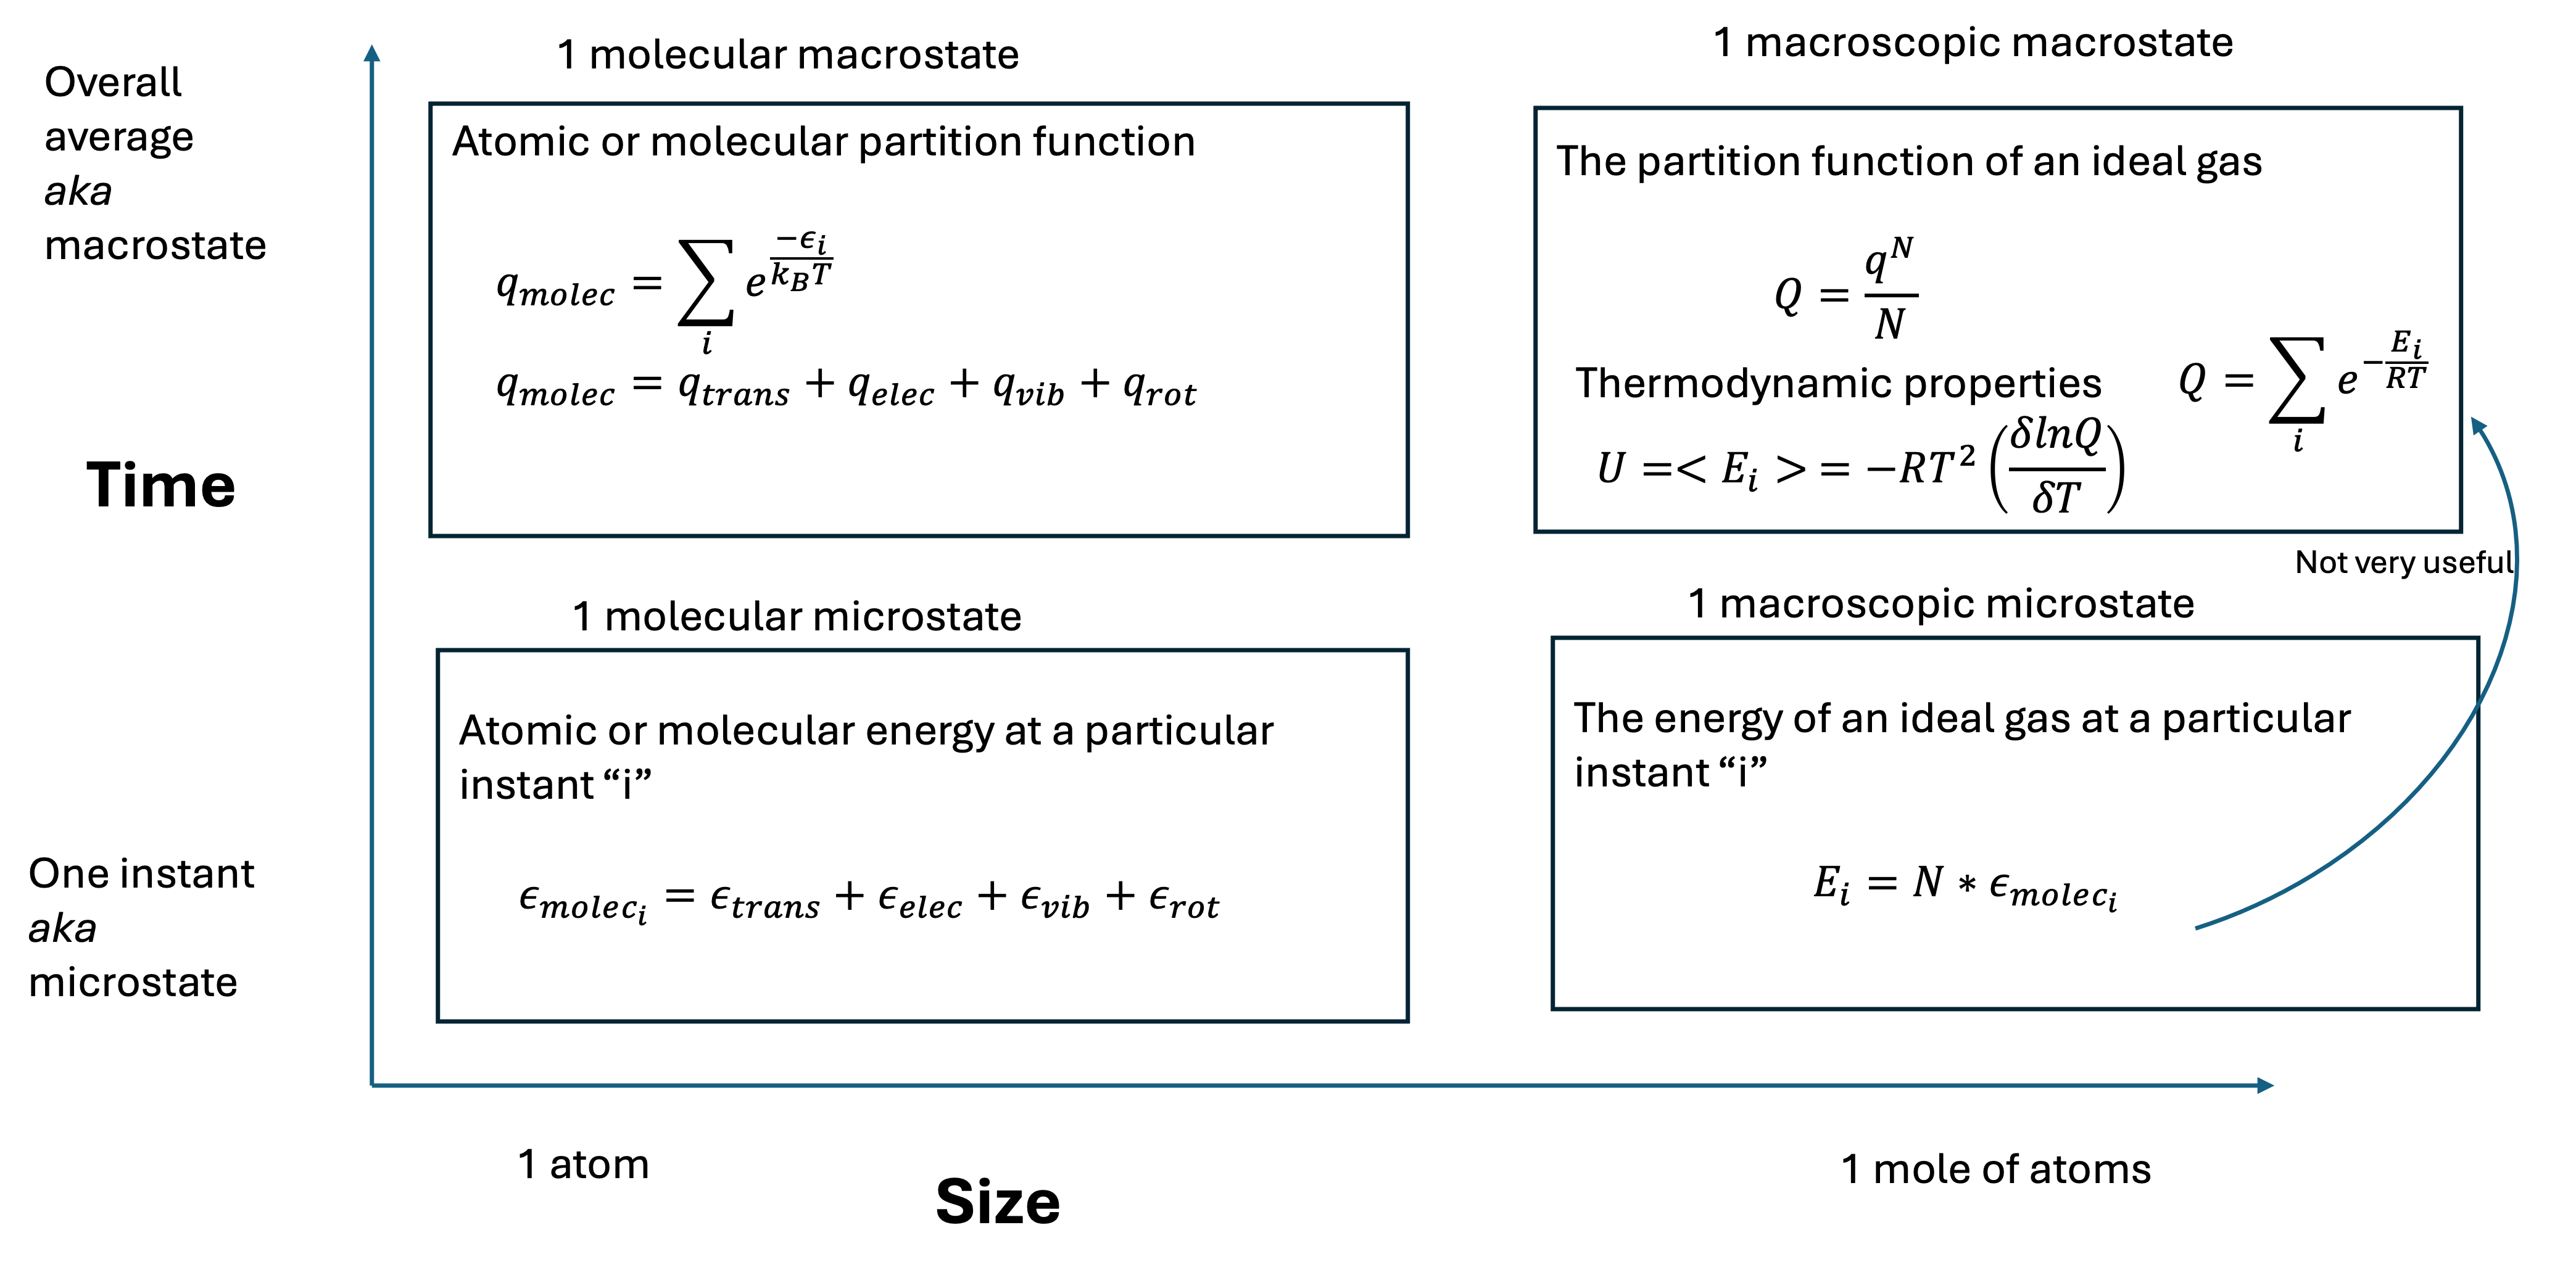 Overall
average
aka
macrostate
Time
One instant
aka
microstate
1 molecular macrostate
Atomic or molecular partition function
q_{molec} = \sum_i e^{\frac{-\epsilon_i}{k_B T}}
q_{molec} = q_{trans} + q_{elec} + q_{vib} + q_{rot}
1 macroscopic macrostate
The partition function of an ideal gas
Q = \frac{q^N}{N}
Q = \sum_i e^{-\frac{E_i}{RT}}
Thermodynamic properties
U =< E_i > = -RT^2 \left(\frac{\delta lnQ}{\delta T}\right)
Not very useful
1 molecular microstate
Atomic or molecular energy at a particular
instant “i”
\epsilon_{molec_i} = \epsilon_{trans} + \epsilon_{elec} + \epsilon_{vib} + \epsilon_{rot}
1 macroscopic microstate
The energy of an ideal gas at a particular
instant “i”
E_i = N * \epsilon_{molec_i}
1 atom
Size
1 mole of atoms